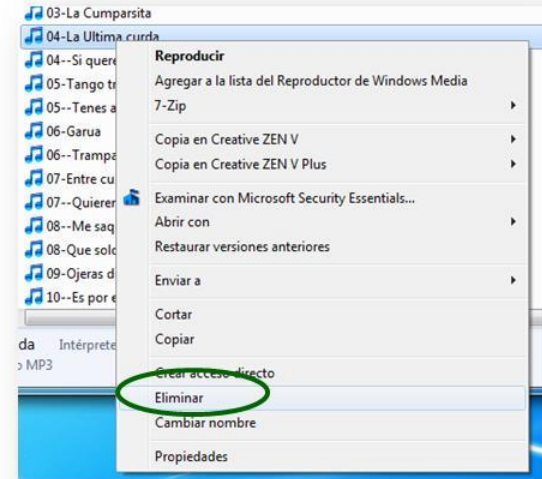 03-La Cumparsita
04-La Ultima curda
04--Si quere
05-Tango tr
05--Tenes a
06-Garua
06--Trampa
07-Entre cu
07--Quierer
08--Me saq
08-Que solo
09-Ojeras d
10--Es por e
da Intérprete
o MP3
Reproducir
Agregar a la lista del Reproductor de Windows Media
7-Zip
Copia en Creative ZEN V
Copia en Creative ZEN V Plus
Examinar con Microsoft Security Essentials...
Abrir con
Restaurar versiones anteriores
Enviar a
Cortar
Copiar
Crear acceso directo
Eliminar
Cambiar nombre
Propiedades